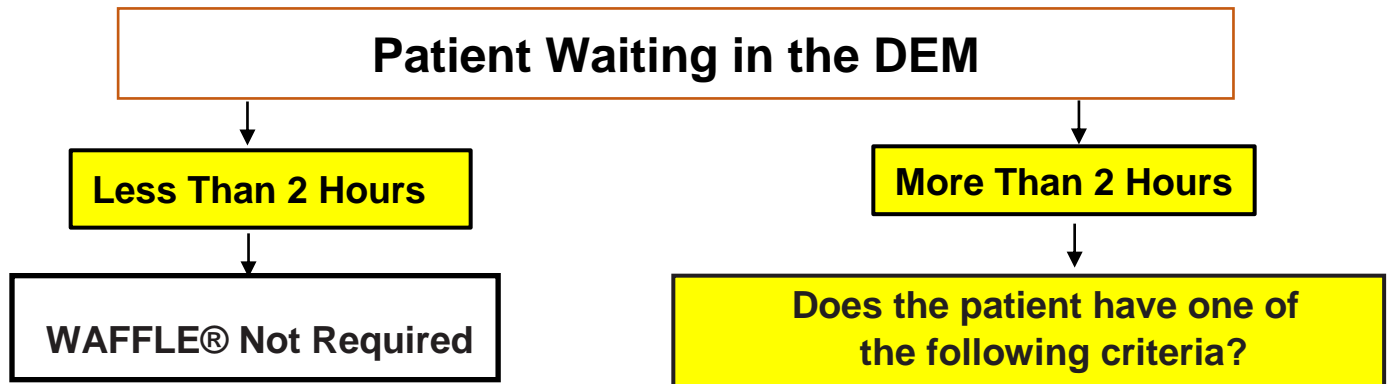 Patient Waiting in the DEM
Less Than 2 Hours
More Than 2 Hours
WAFFLE® Not Required
Does the patient have one of
the following criteria?